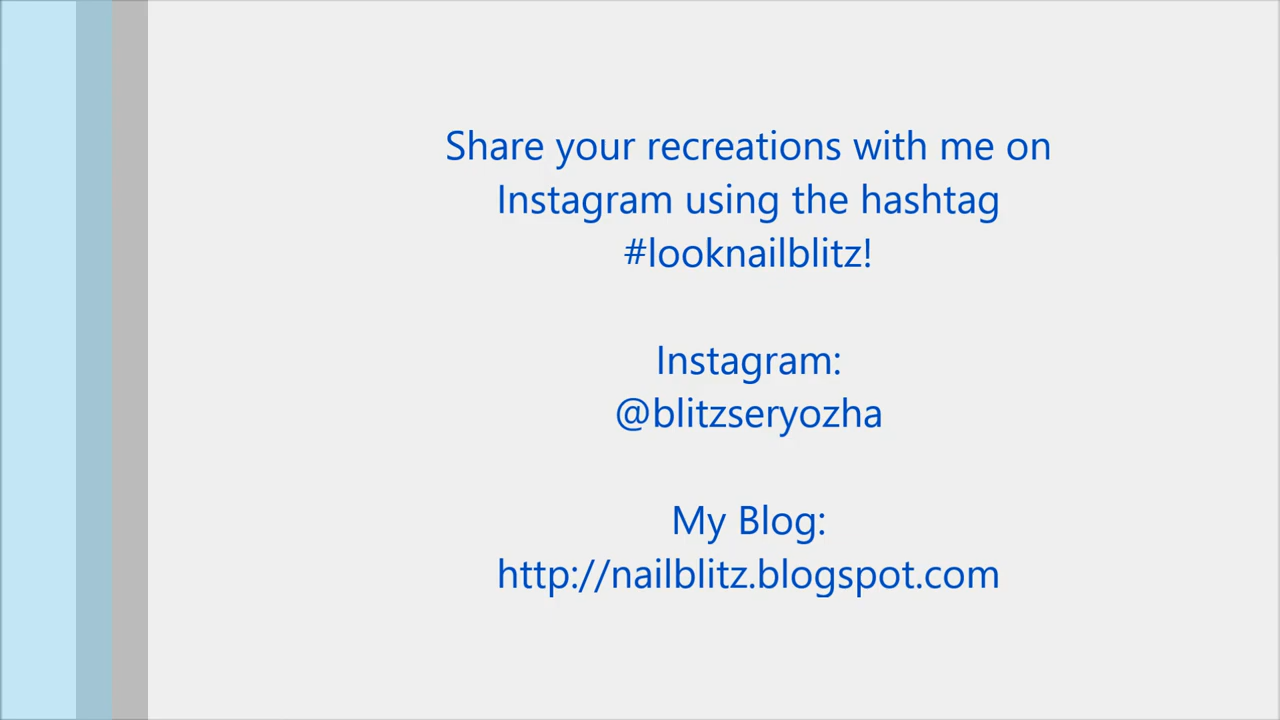 Share your recreations with me on
Instagram using the hashtag
#looknailblitz!
Instagram:
@blitzseryozha
My Blog:
http://nailblitz.blogspot.com